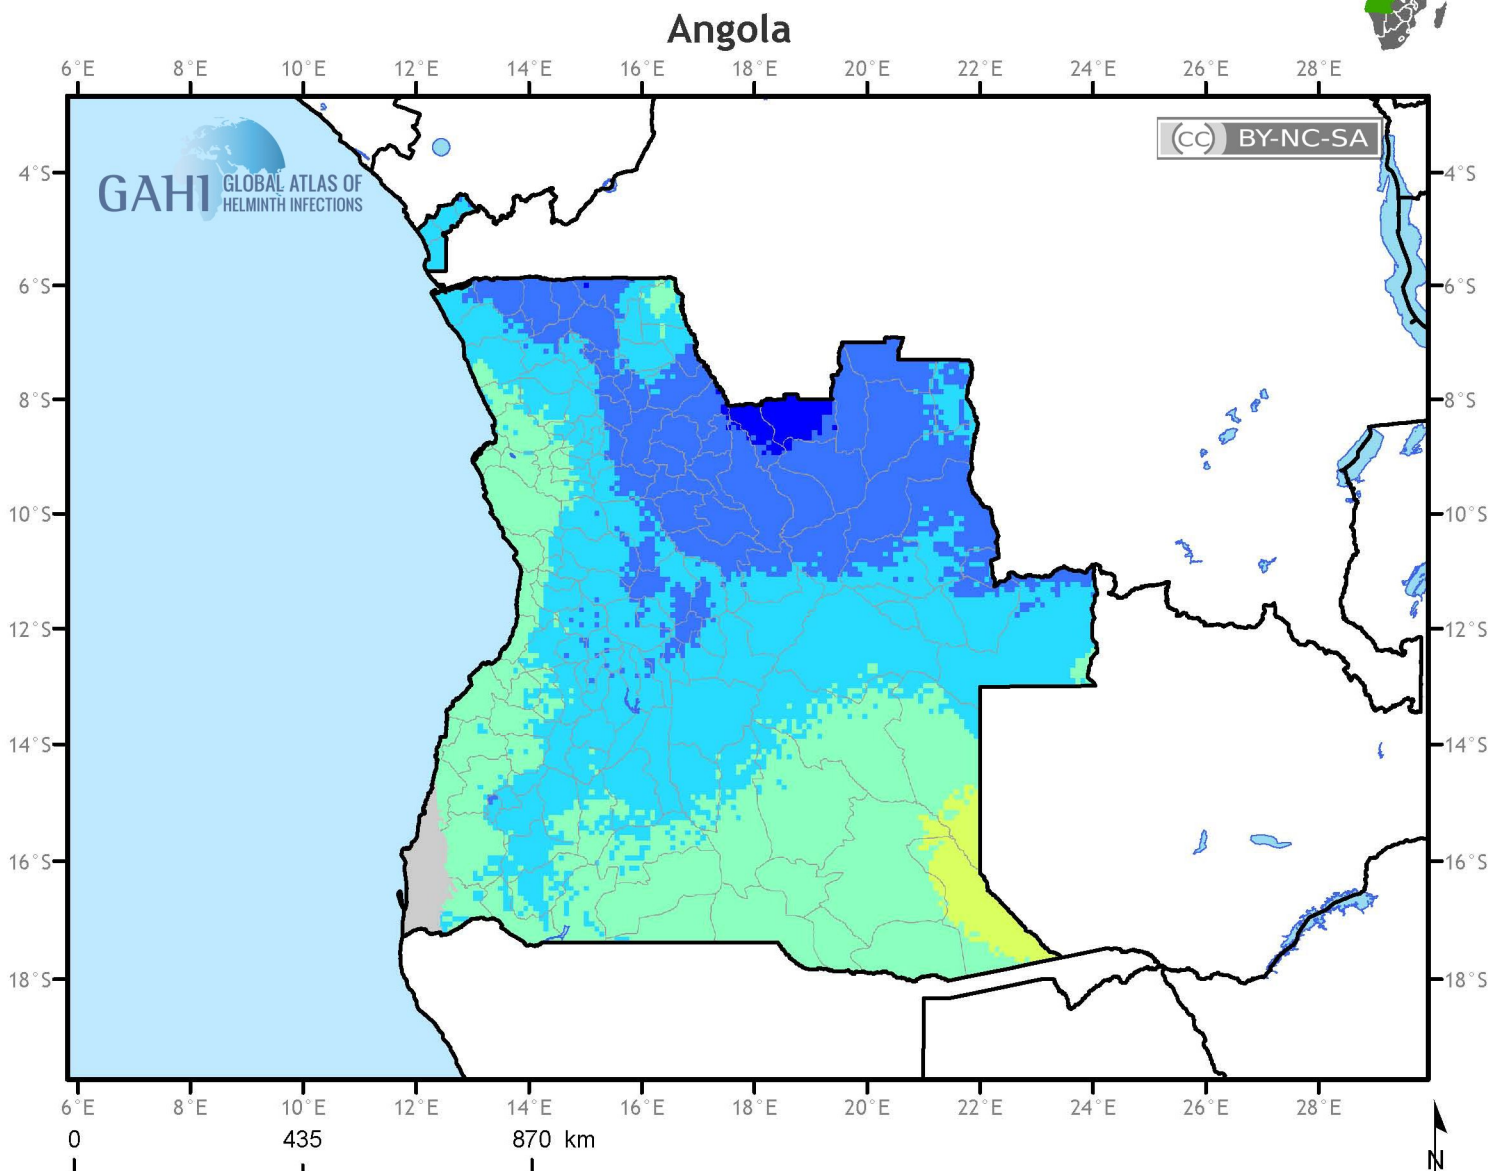 Angola
6°E 8°E 10°E 12°E 14°E 16°E 18°E 20°E 22°E 24°E 26°E 28°E
GAHI GLOBAL ATLAS OF
HELMINTH INFECTIONS
(cc) BY-NC-SA
4°S 4°S
6°S 6°S
8°S 8°S
10°S 10°S
12°S 12°S
14°S 14°S
16°S 16°S
18°S 18°S
6°E 8°E 10°E 12°E 14°E 16°E 18°E 20°E 22°E 24°E 26°E 28°E
0 435 870 km
N